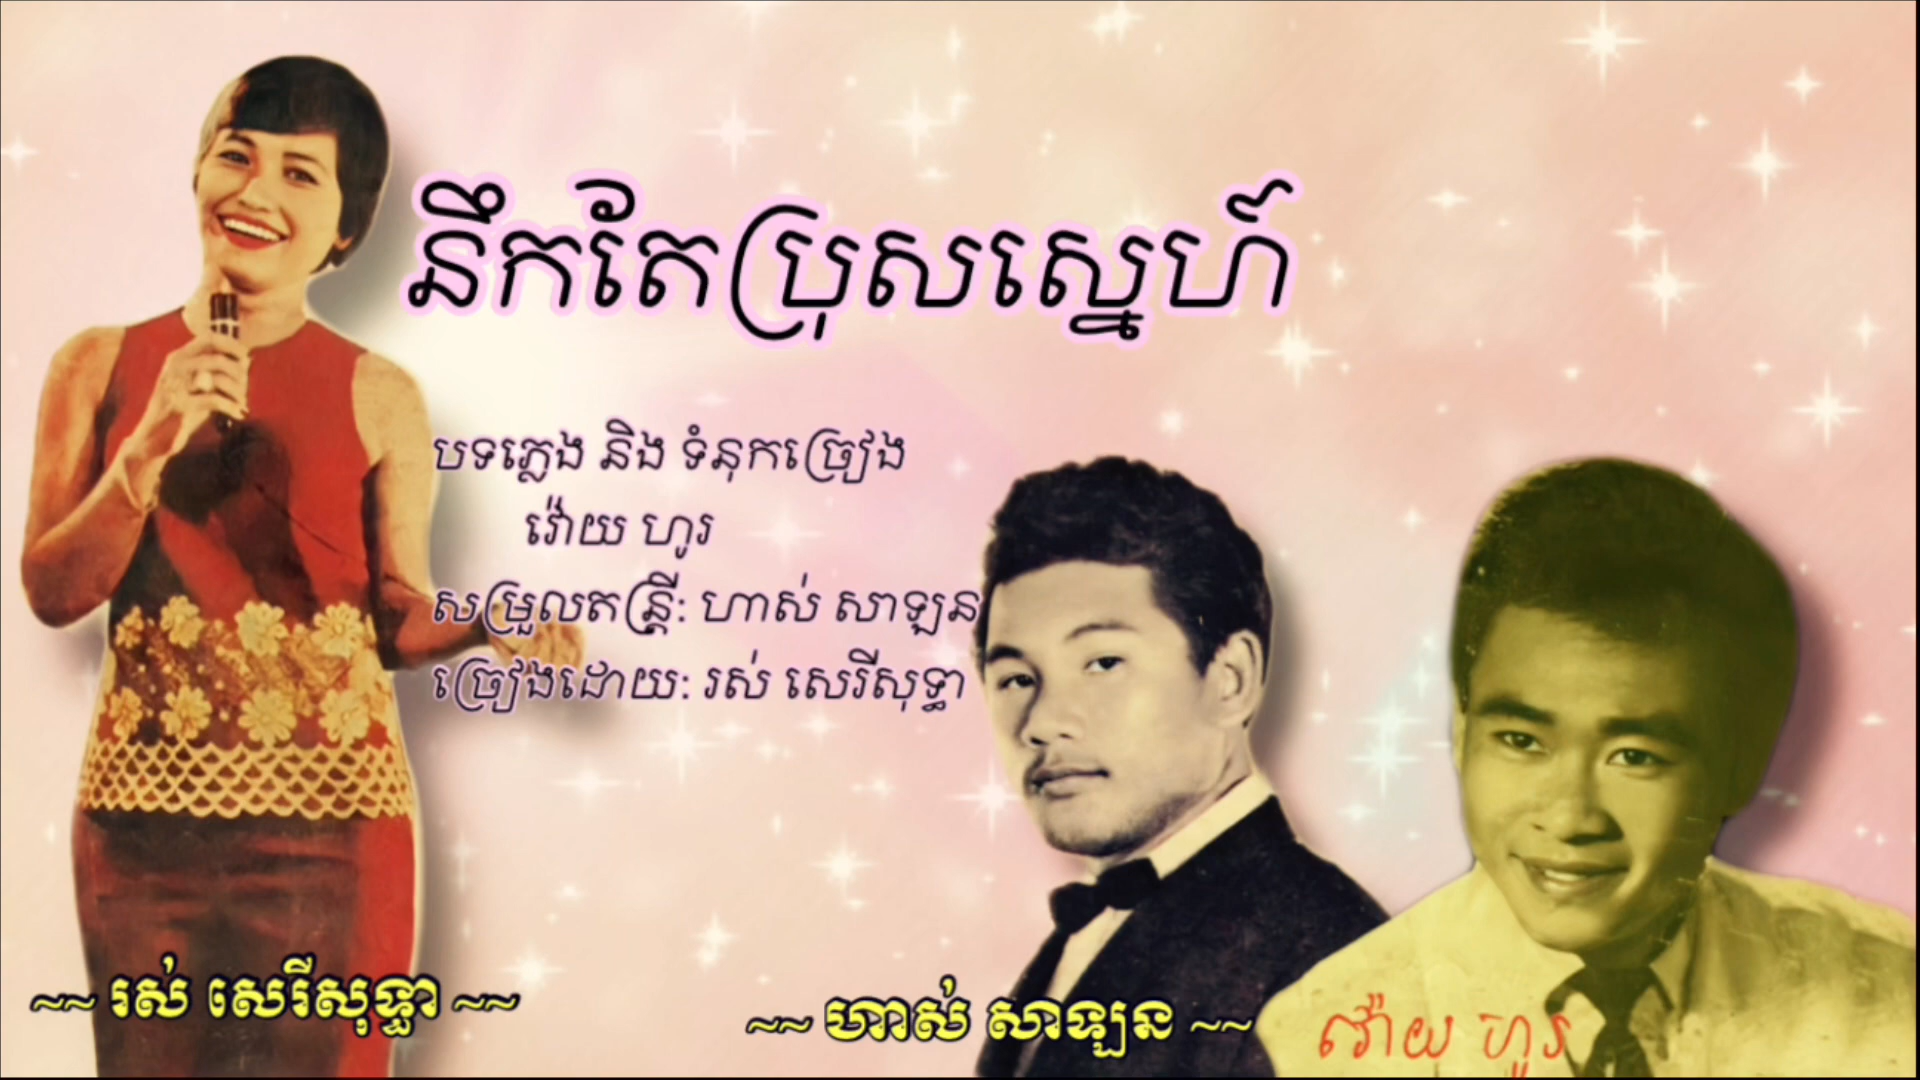 នឹកតែប្រុសស្នេហ៍
បទភ្លេង និង ទំនុកច្រៀង
វ៉ោយ ហូរ
សម្រួលតន្ត្រី: ហាស់ សាឡន
ច្រៀងដោយ: រស់ សេរីសុទ្ធា
~~ រស់ សេរីសុទ្ធា ~~
~~ ហាស់ សាឡន ~~
វ៉ោយ ហូរ